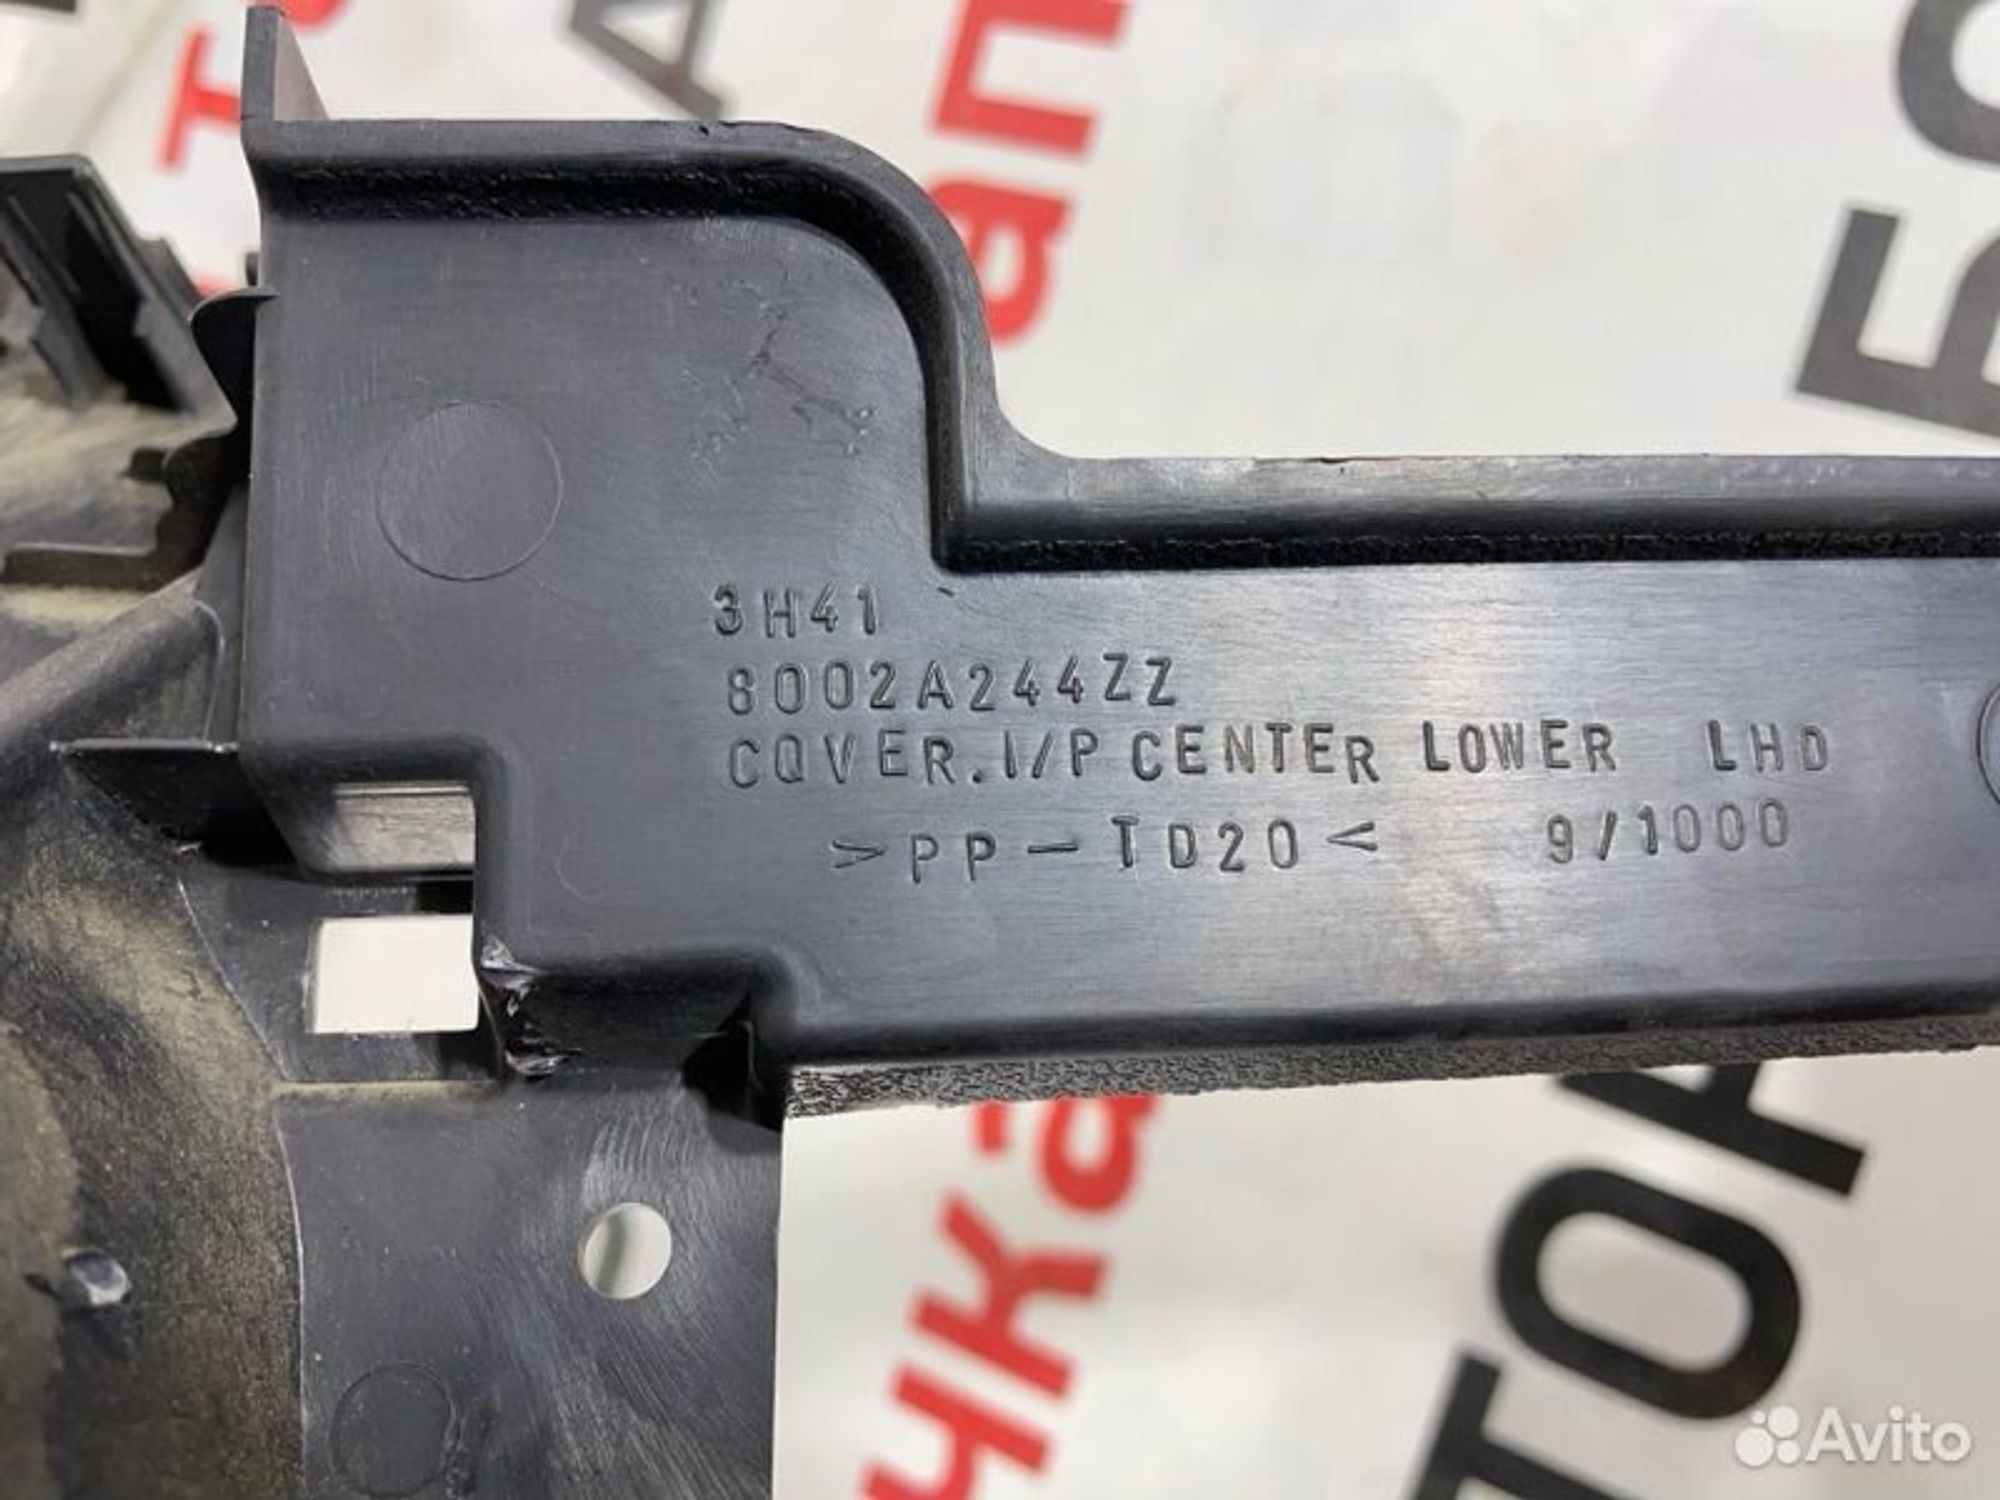 3H41
8002A244ZZ
COVER.I/P CENTER LOWER LHD
>PP-TD20< 9/1000
Avito